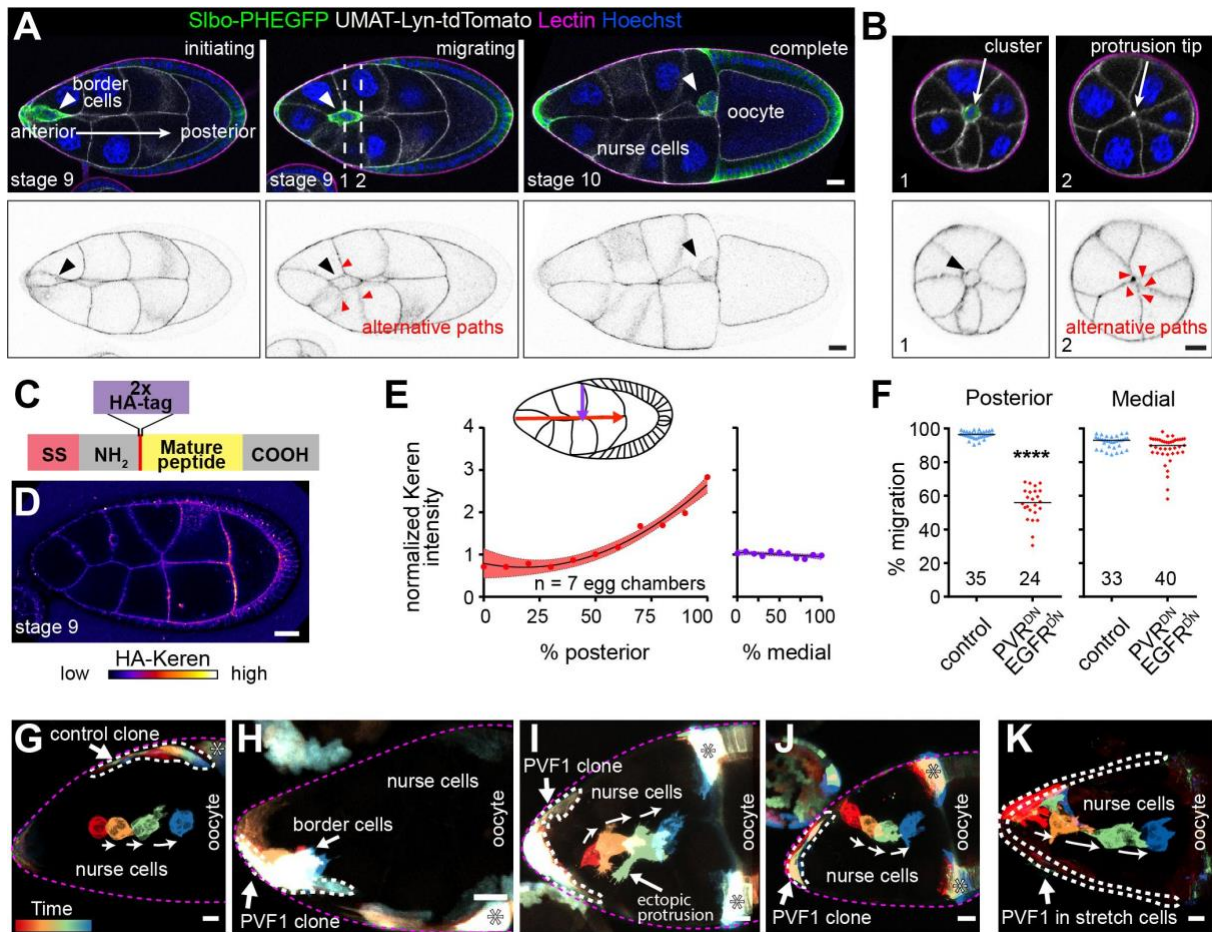 Slbo-PHEGFP UMAT-Lyn-tdTomato Lectin Hoechst
A
initiating
border
cells
anterior
posterior
stage 9
migrating
stage 9
1 2
complete
oocyte
nurse cells
stage 10
alternative paths
B
cluster
1
protrusion tip
2
1
alternative paths
2
C
2x
HA-tag
SS NH2 Mature peptide COOH
D
stage 9
HA-Keren
low high
E
normalized Keren
intensity
4
3
2
1
0
n = 7 egg chambers
0 25 50 75 100
% posterior
0 50 100
% medial
F
Posterior Medial
% migration
100
80
60
40
20
0
****
35 24 33 40
control PVRDN, EGFRDN control PVRDN, EGFRDN
G
control clone
*
nurse cells
oocyte
Time
H
nurse cells
border cells
oocyte
PVF1 clone
*
I
PVF1 clone
*
nurse cells
oocyte
ectopic
protrusion
*
J
*
nurse cells
oocyte
nurse cells
*
PVF1 clone
K
nurse cells
oocyte
PVF1 in stretch cells